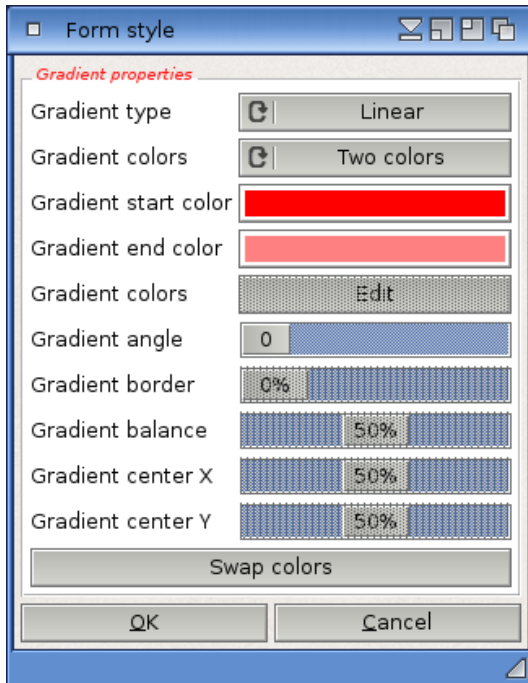 Form style
Gradient properties
Gradient type Linear
Gradient colors Two colors
Gradient start color
Gradient end color
Gradient colors Edit
Gradient angle 0
Gradient border 0%
Gradient balance 50%
Gradient center X 50%
Gradient center Y 50%
Swap colors
OK Cancel